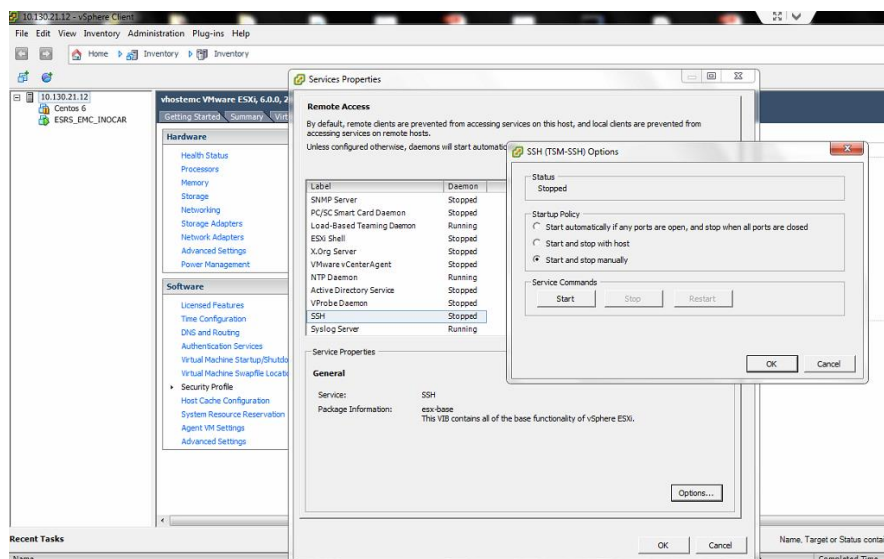 10.130.21.12 - vSphere Client
File Edit View Inventory Administration Plug-ins Help
Home Inventory Inventory
10.130.21.12
Centos 6
ESRS_EMC_INOCAR
vhostemc VMware ESXi, 6.0.0, 2
Getting Started Summary Virt
Hardware
Health Status
Processors
Memory
Storage
Networking
Storage Adapters
Network Adapters
Advanced Settings
Power Management
Software
Licensed Features
Time Configuration
DNS and Routing
Authentication Services
Virtual Machine Startup/Shutdo
Virtual Machine Swapfile Locati
Security Profile
Host Cache Configuration
System Resource Reservation
Agent VM Settings
Advanced Settings
Services Properties
Remote Access
By default, remote clients are prevented from accessing services on this host, and local clients are prevented from
accessing services on remote hosts.
Unless configured otherwise, daemons will start automatic
Label Daemon
SNMP Server Stopped
PC/SC Smart Card Daemon Stopped
Load-Based Teaming Daemon Running
ESXi Shell Stopped
X.Org Server Stopped
VMware vCenterAgent Stopped
NTP Daemon Running
Active Directory Service Stopped
VProbe Daemon Stopped
SSH Stopped
Syslog Server Running
Service Properties
General
Service: SSH
Package Information: esx-base
This VIB contains all of the base functionality of vSphere ESXi.
Options...
OK Cancel
SSH (TSM-SSH) Options
Status
Stopped
Startup Policy
Start automatically if any ports are open, and stop when all ports are closed
Start and stop with host
Start and stop manually
Service Commands
Start Stop Restart
OK Cancel
Recent Tasks
Name, Target or Status conta
Name
Completed Time